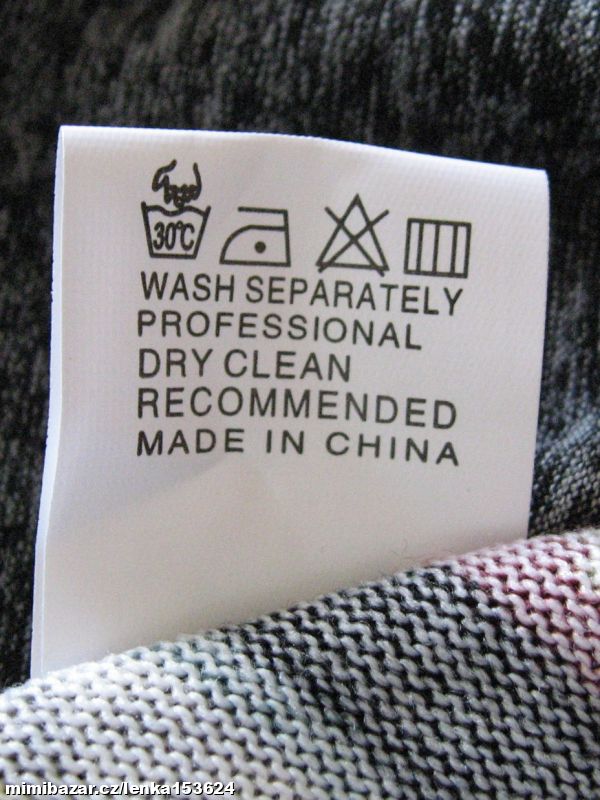 30°C
WASH SEPARATELY
PROFESSIONAL
DRY CLEAN
RECOMMENDED
MADE IN CHINA
mimibazar.cz/lenka153624